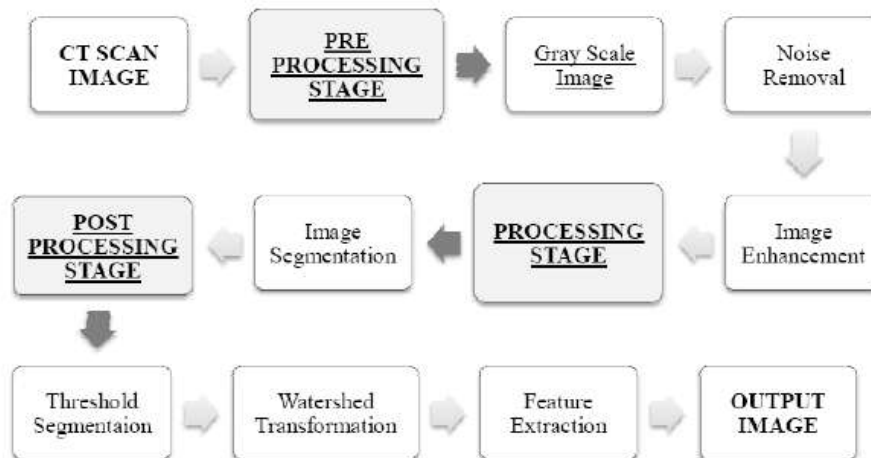 CT SCAN
IMAGE
PRE
PROCESSING
STAGE
Gray Scale
Image
Noise
Removal
Image
Enhancement
PROCESSING
STAGE
Image
Segmentation
POST
PROCESSING
STAGE
Threshold
Segmentaion
Watershed
Transformation
Feature
Extraction
OUTPUT
IMAGE